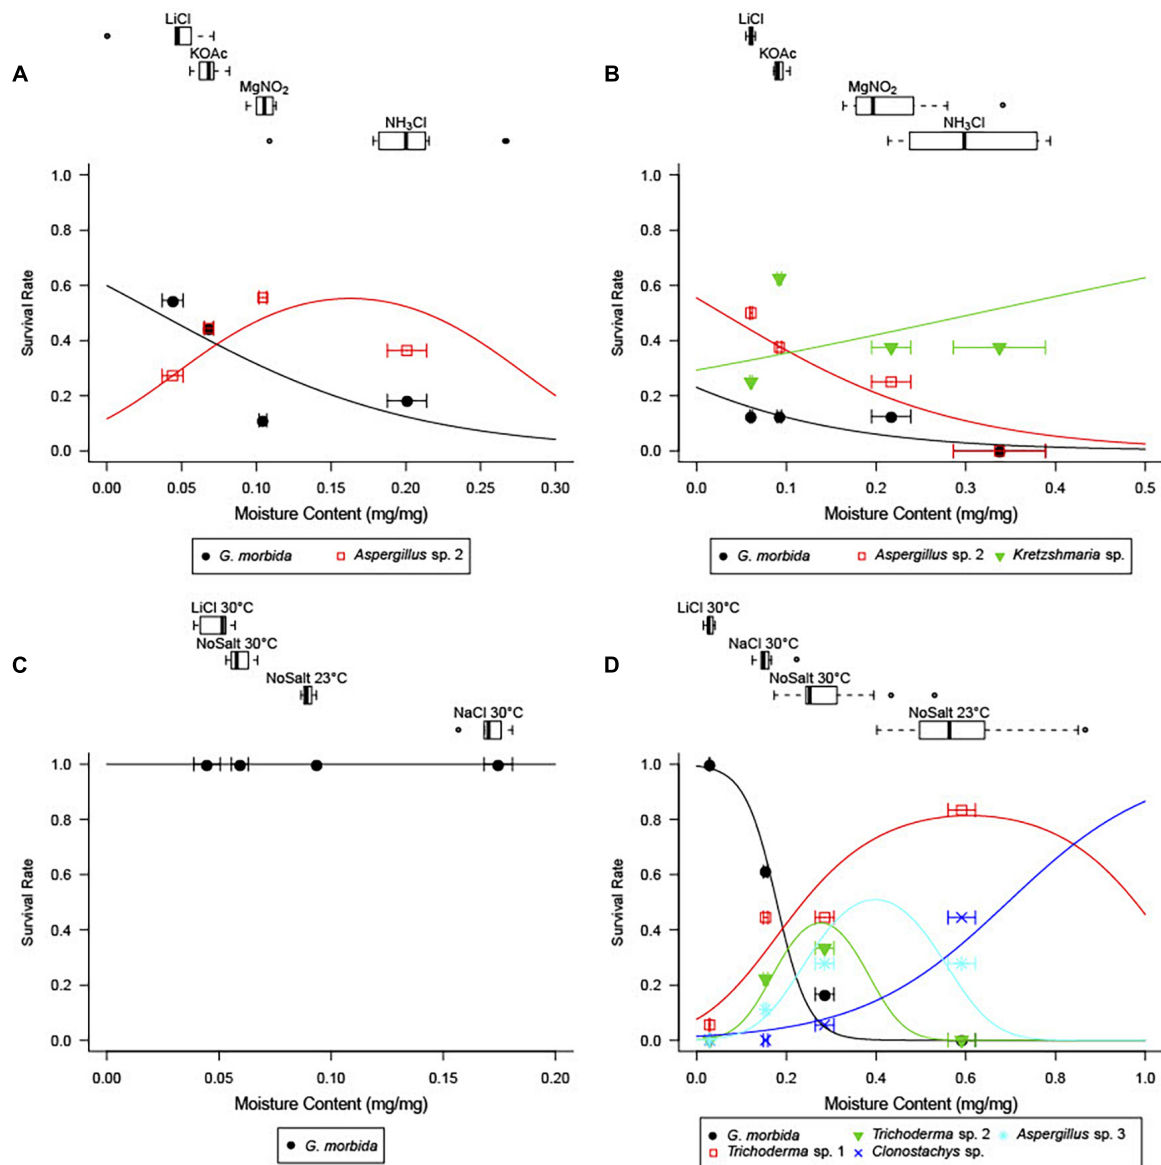 A
LiCl
KOAc
MgNO2
NH3Cl
1.0
0.8
0.6
0.4
0.2
0.0
Survival Rate
0.00 0.05 0.10 0.15 0.20 0.25 0.30
Moisture Content (mg/mg)
G. morbida Aspergillus sp. 2
B
LiCl
KOAc
MgNO2
NH3Cl
1.0
0.8
0.6
0.4
0.2
0.0
Survival Rate
0.0 0.1 0.2 0.3 0.4 0.5
Moisture Content (mg/mg)
G. morbida Aspergillus sp. 2 Kretzshmaria sp.
C
LiCl 30°C
NoSalt 30°C
NoSalt 23°C
NaCl 30°C
1.0
0.8
0.6
0.4
0.2
0.0
Survival Rate
0.00 0.05 0.10 0.15 0.20
Moisture Content (mg/mg)
G. morbida
D
LiCl 30°C
NaCl 30°C
NoSalt 30°C
NoSalt 23°C
1.0
0.8
0.6
0.4
0.2
0.0
Survival Rate
0.0 0.2 0.4 0.6 0.8 1.0
Moisture Content (mg/mg)
G. morbida Trichoderma sp. 2 Aspergillus sp. 3
Trichoderma sp. 1 Clonostachys sp.